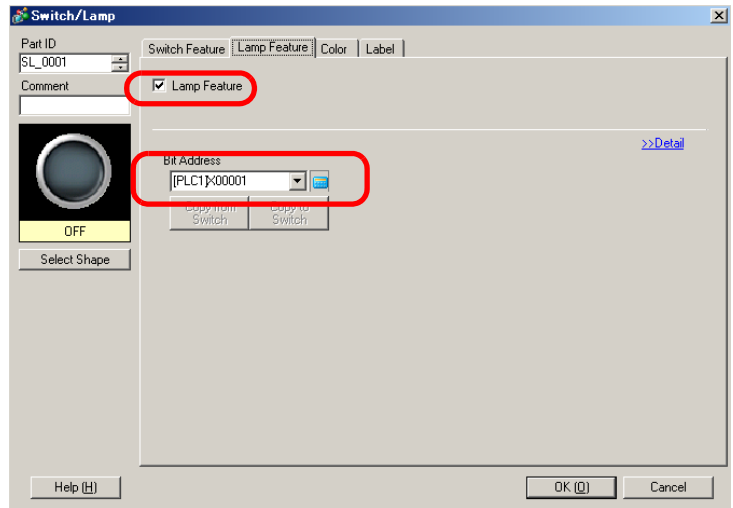 Switch/Lamp
Part ID
SL_0001
Comment
OFF
Select Shape
Switch Feature Lamp Feature Color Label
Lamp Feature
>>Detail
Bit Address
[PLC1]X00001
Copy from Switch
Copy to Switch
Help (H)
OK (O)
Cancel